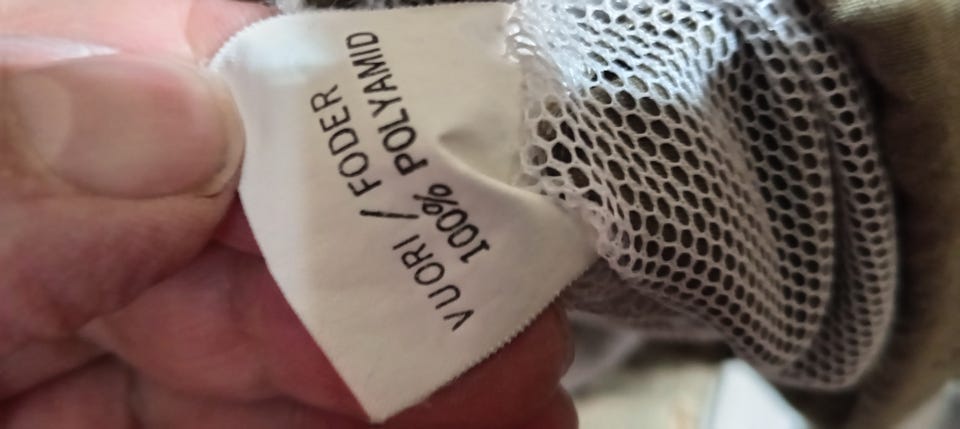 VUORI / FODER
100% POLYAMID